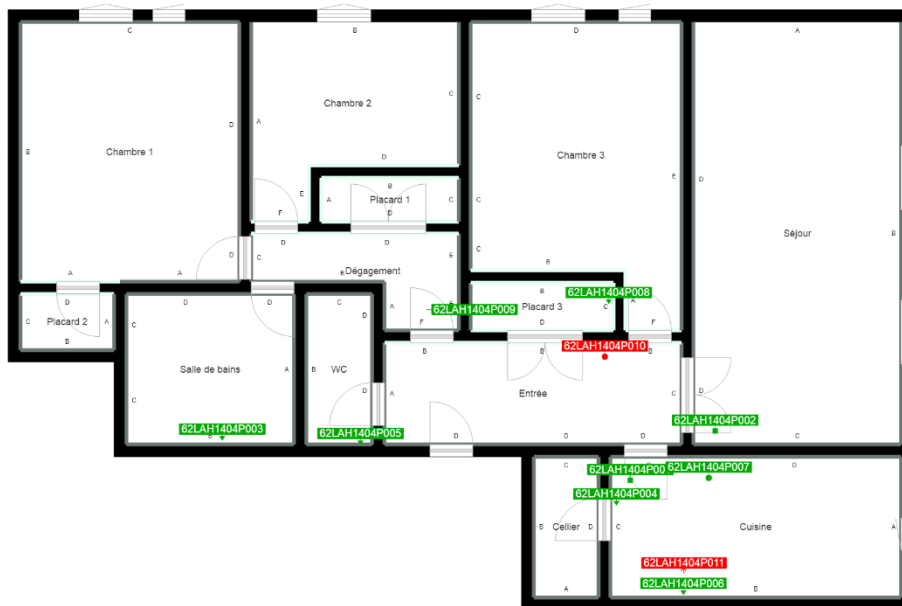 C B D A
Chambre 1
B D
D A A
Chambre 2
A C D E F
Placard 1
B A C D
Chambre 3
C C C E B
Séjour
D B C
Dégagement
D D C B E A E F
62LAH1404P009
Placard 3
B C D
62LAH1404P008
A F
Placard 2
D C A B
Salle de bains
D D C C A B
62LAH1404P003
WC
C D B D
62LAH1404P005
Entrée
B B B A C D D D
62LAH1404P010
62LAH1404P002
D
Cellier
C B D A
62LAH1404P00
62LAH1404P007
62LAH1404P004
Cuisine
C D C A B
62LAH1404P011
62LAH1404P006